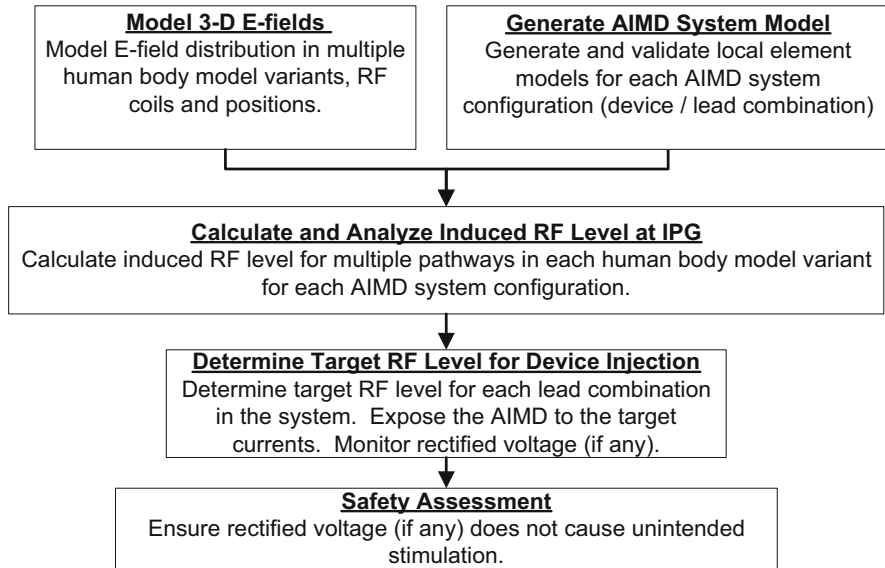 Model 3-D E-fields
Model E-field distribution in multiple
human body model variants, RF
coils and positions.
Generate AIMD System Model
Generate and validate local element
models for each AIMD system
configuration (device / lead combination)
Calculate and Analyze Induced RF Level at IPG
Calculate induced RF level for multiple pathways in each human body model variant
for each AIMD system configuration.
Determine Target RF Level for Device Injection
Determine target RF level for each lead combination
in the system.  Expose the AIMD to the target
currents.  Monitor rectified voltage (if any).
Safety Assessment
Ensure rectified voltage (if any) does not cause unintended
stimulation.